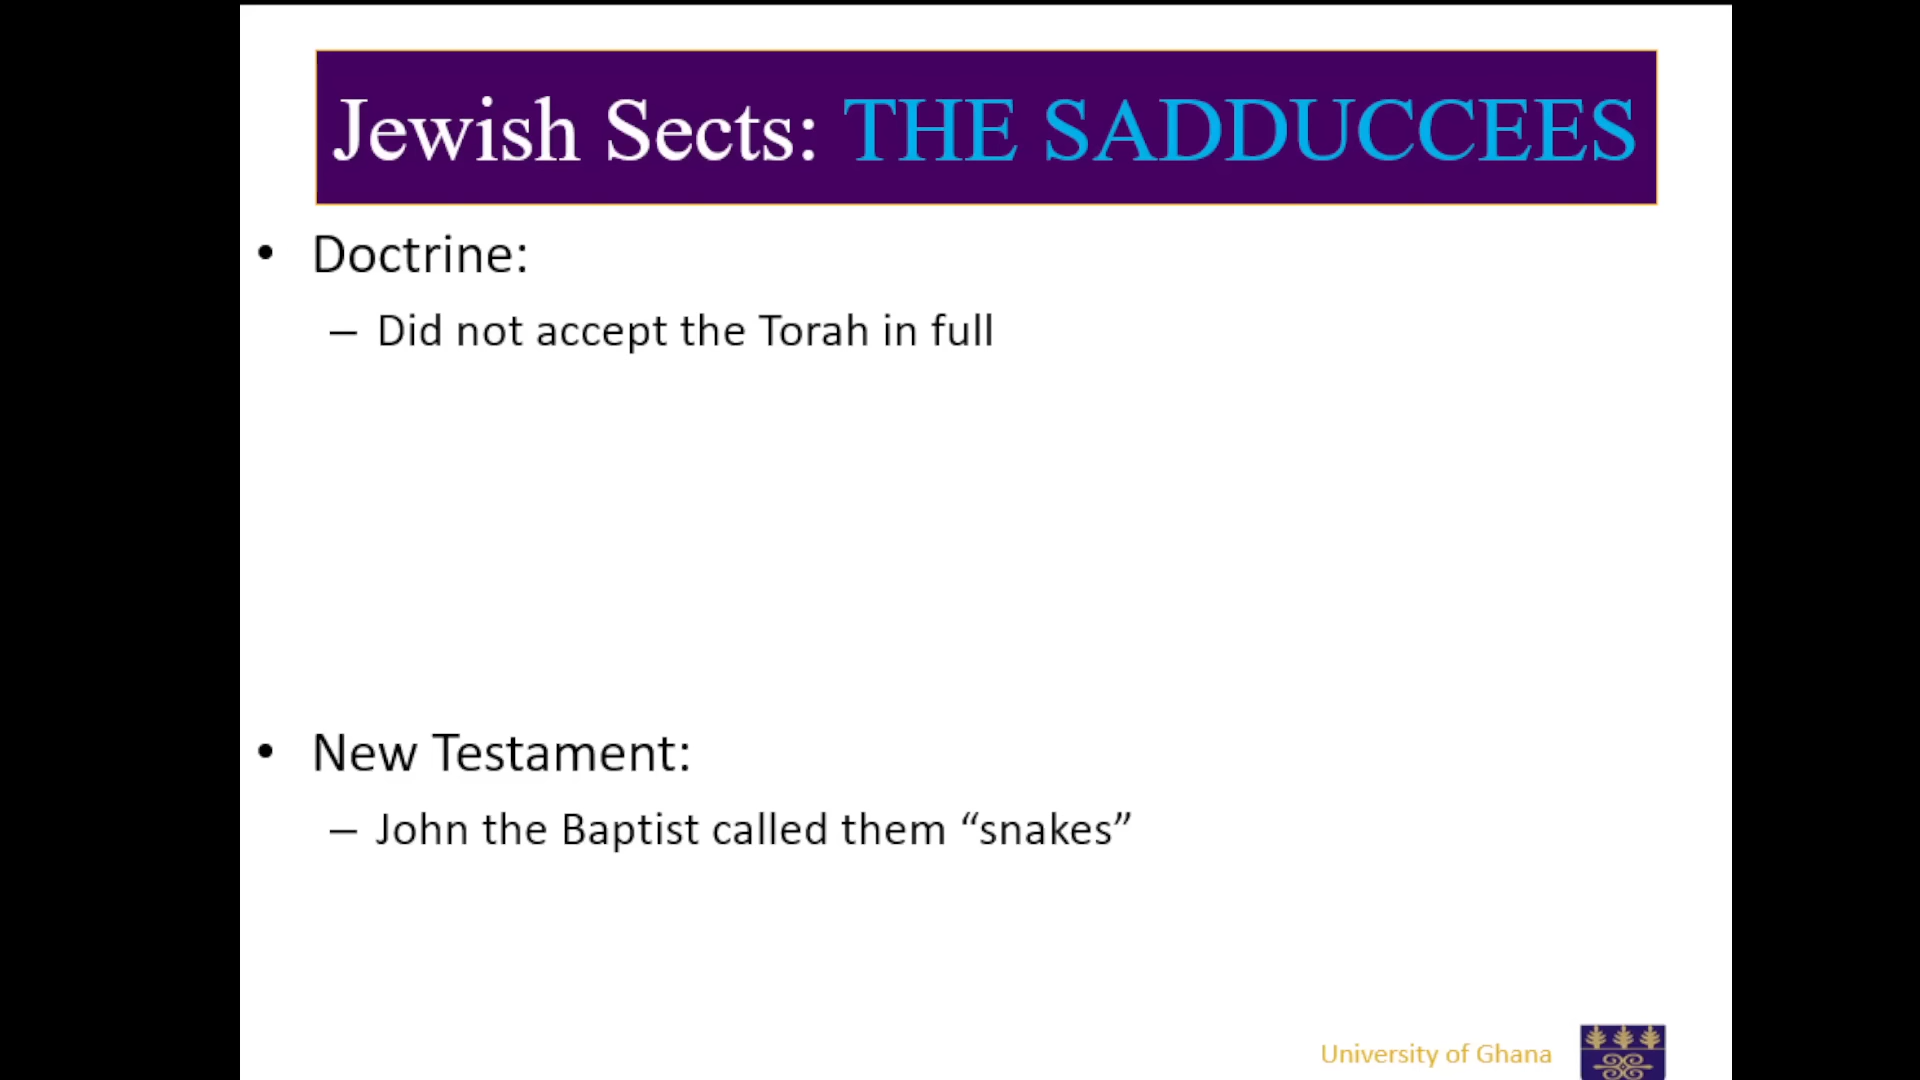 Jewish Sects: THE SADDUCCEES
• Doctrine:
– Did not accept the Torah in full
• New Testament:
– John the Baptist called them “snakes”
University of Ghana